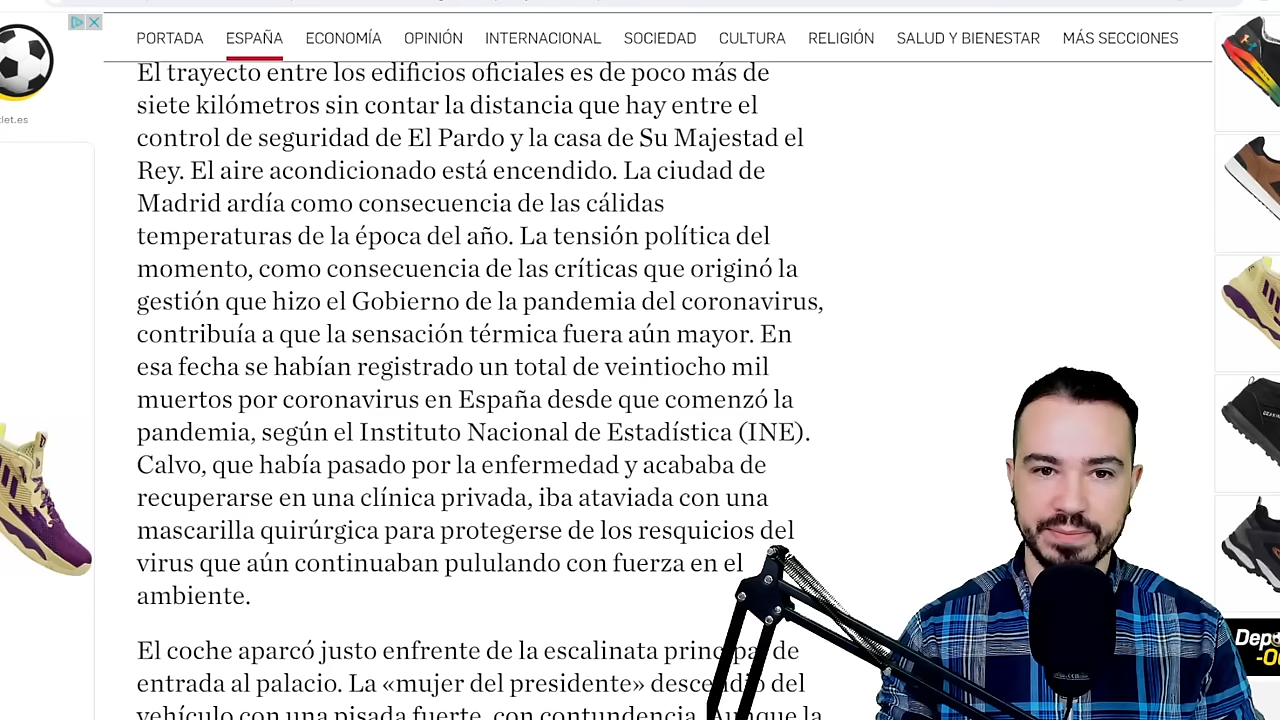 PORTADA ESPAÑA ECONOMÍA OPINIÓN INTERNACIONAL SOCIEDAD CULTURA RELIGIÓN SALUD Y BIENESTAR MÁS SECCIONES
El trayecto entre los edificios oficiales es de poco más de
siete kilómetros sin contar la distancia que hay entre el
control de seguridad de El Pardo y la casa de Su Majestad el
Rey. El aire acondicionado está encendido. La ciudad de
Madrid ardía como consecuencia de las cálidas
temperaturas de la época del año. La tensión política del
momento, como consecuencia de las críticas que originó la
gestión que hizo el Gobierno de la pandemia del coronavirus,
contribuía a que la sensación térmica fuera aún mayor. En
esa fecha se habían registrado un total de veintiocho mil
muertos por coronavirus en España desde que comenzó la
pandemia, según el Instituto Nacional de Estadística (INE).
Calvo, que había pasado por la enfermedad y acababa de
recuperarse en una clínica privada, iba ataviada con una
mascarilla quirúrgica para protegerse de los resquicios del
virus que aún continuaban pululando con fuerza en el
ambiente.
El coche aparcó justo enfrente de la escalinata principal de
entrada al palacio. La «mujer del presidente» descendió del
vehículo con una pisada fuerte, con contundencia. Aunque la
tlet.es
Depo
-O